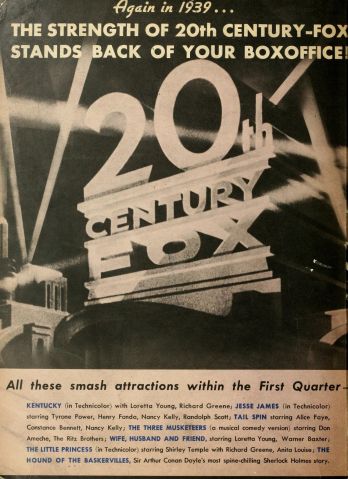 Again in 1939...
THE STRENGTH OF 20th CENTURY-FOX
STANDS BACK OF YOUR BOXOFFICE!
20th
CENTURY
FOX
All these smash attractions within the First Quarter—
KENTUCKY (in Technicolor) with Loretta Young, Richard Greene; JESSE JAMES (in Technicolor)
starring Tyrone Power, Henry Fonda, Nancy Kelly, Randolph Scott; TAIL SPIN starring Alice Faye,
Constance Bennett, Nancy Kelly; THE THREE MUSKETEERS (a musical comedy version) starring Don
Ameche, The Ritz Brothers; WIFE, HUSBAND AND FRIEND, starring Loretta Young, Warner Baxter;
THE LITTLE PRINCESS (in Technicolor) starring Shirley Temple with Richard Greene, Anita Louise; THE
HOUND OF THE BASKERVILLES, Sir Arthur Conan Doyle's most spine-chilling Sherlock Holmes story.